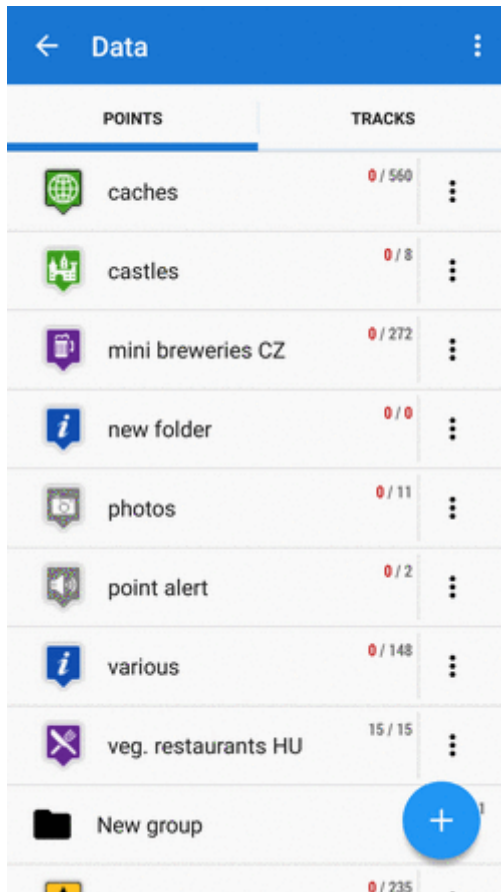 Data
POINTS TRACKS
caches 0 / 560
castles 0 / 8
mini breweries CZ 0 / 272
new folder 0 / 0
photos 0 / 11
point alert 0 / 2
various 0 / 148
veg. restaurants HU 15 / 15
New group 1
0 / 235